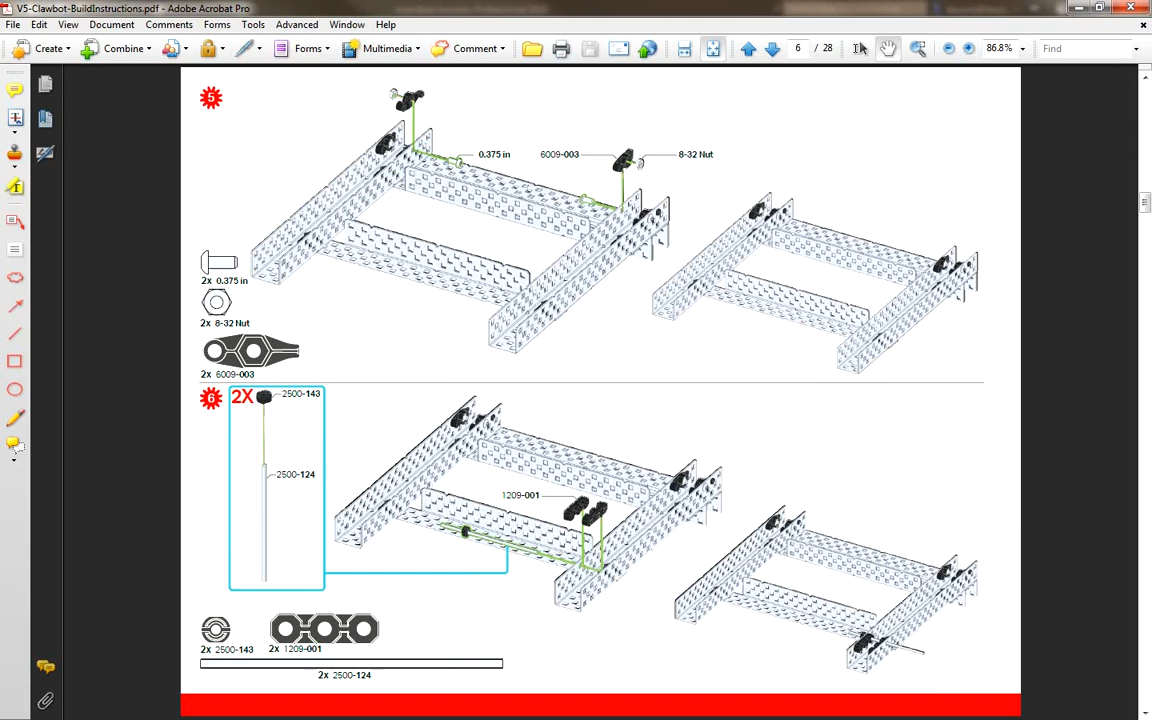 V5-Clawbot-BuildInstructions.pdf - Adobe Acrobat Pro
File Edit View Document Comments Forms Tools Advanced Window Help
Create Combine Forms Multimedia Comment 6 / 28 86.8% Find
5
0.375 in 6009-003 8-32 Nut
2x 0.375 in
2x 8-32 Nut
2x 6009-003
6 2X 2500-143
2500-124
1209-001
2x 2500-143 2x 1209-001
2x 2500-124